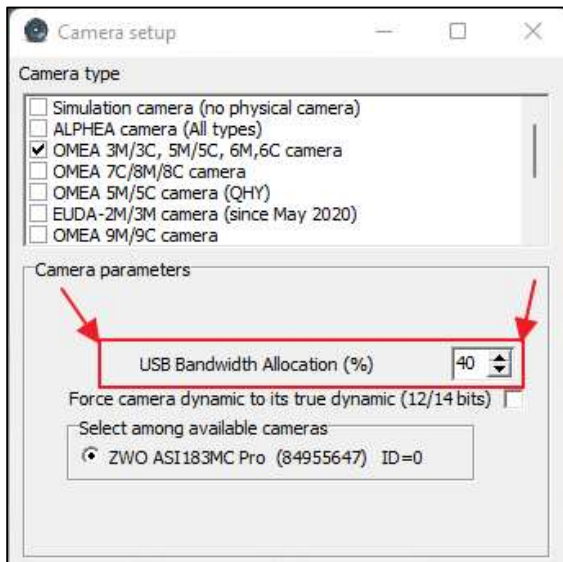 Camera setup
Camera type
Simulation camera (no physical camera)
ALPHEA camera (All types)
OMEA 3M/3C, 5M/5C, 6M,6C camera
OMEA 7C/8M/8C camera
OMEA 5M/5C camera (QHY)
EUDA-2M/3M camera (since May 2020)
OMEA 9M/9C camera
Camera parameters
USB Bandwidth Allocation (%) 40
Force camera dynamic to its true dynamic (12/14 bits)
Select among available cameras
ZWO ASI183MC Pro (84955647) ID=0